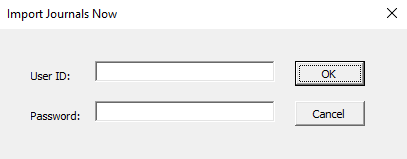 Import Journals Now
User ID:
OK
Password:
Cancel